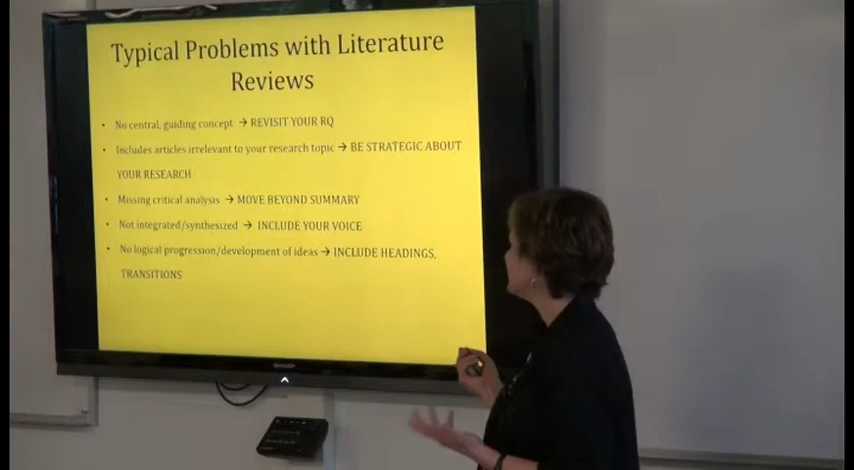 Typical Problems with Literature
Reviews
• No central, guiding concept → REVISIT YOUR RQ
• Includes articles irrelevant to your research topic → BE STRATEGIC ABOUT
YOUR RESEARCH
• Missing critical analysis → MOVE BEYOND SUMMARY
• Not integrated/synthesized → INCLUDE YOUR VOICE
• No logical progression/development of ideas → INCLUDE HEADINGS,
TRANSITIONS
SHARP